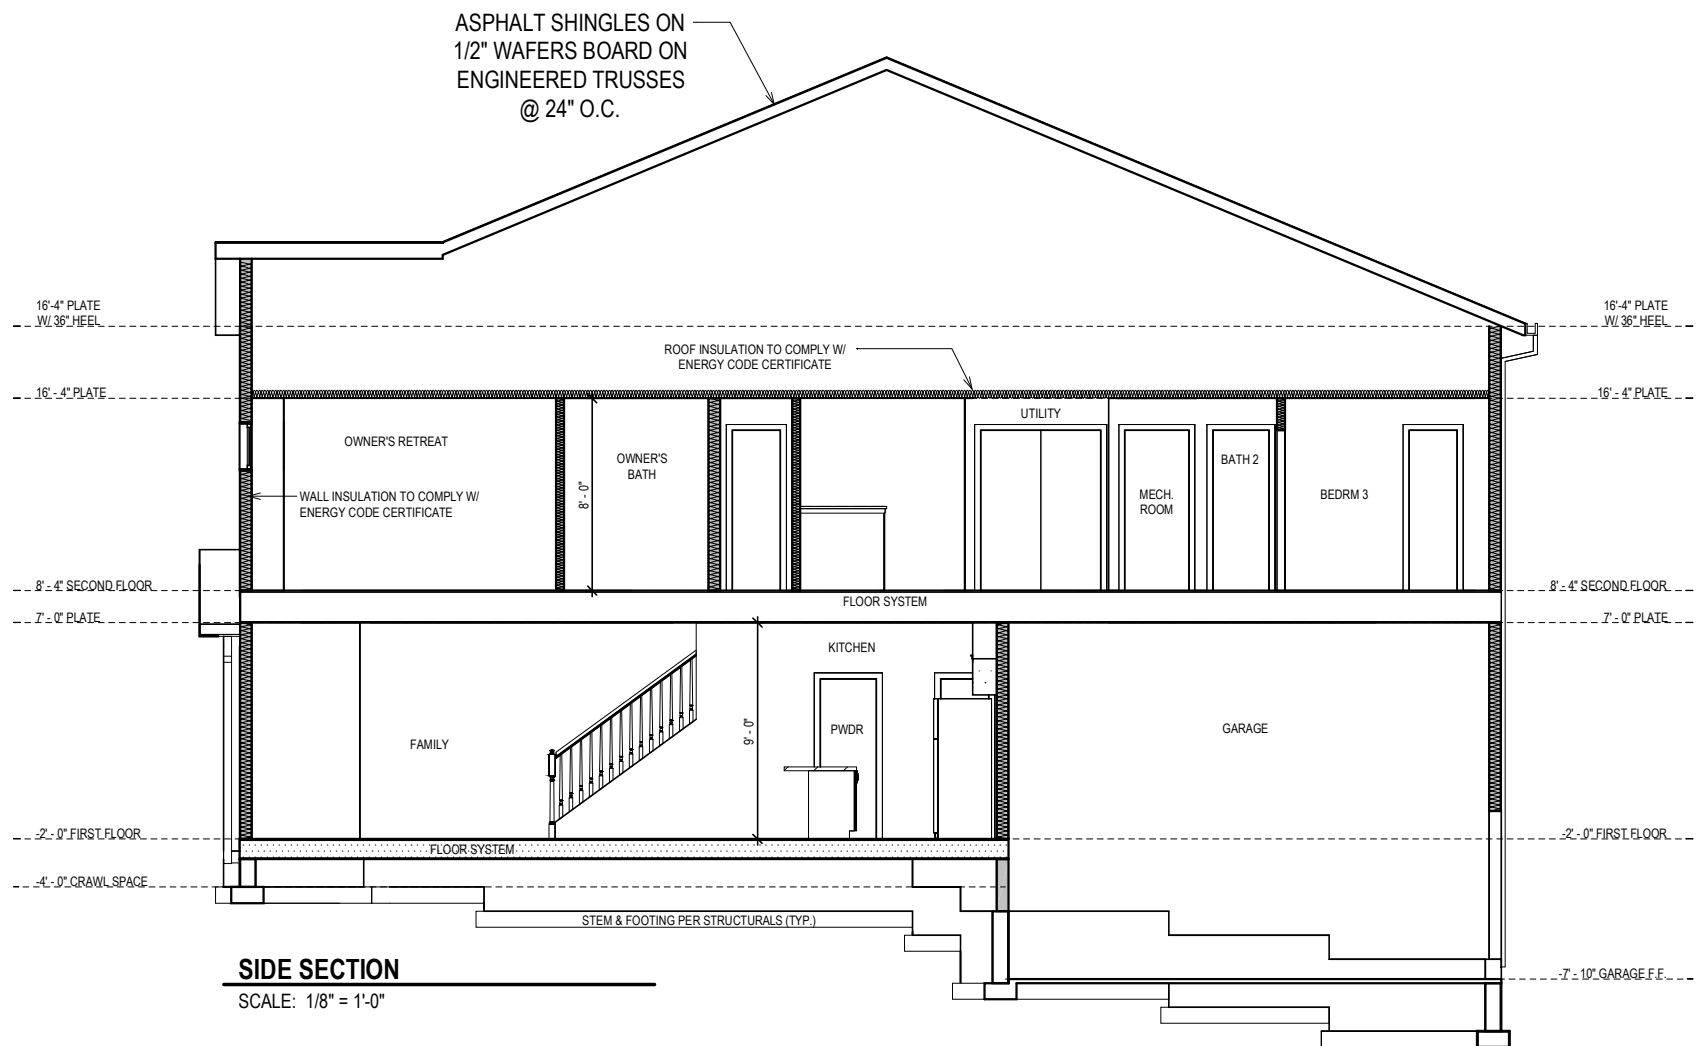 ASPHALT SHINGLES ON
1/2" WAFERS BOARD ON
ENGINEERED TRUSSES
@ 24" O.C.
16'-4" PLATE
W/ 36" HEEL
16'-4" PLATE
W/ 36" HEEL
ROOF INSULATION TO COMPLY W/
ENERGY CODE CERTIFICATE
16' - 4" PLATE
16' - 4" PLATE
UTILITY
OWNER'S RETREAT
OWNER'S
BATH
BATH 2
8' - 0"
WALL INSULATION TO COMPLY W/
ENERGY CODE CERTIFICATE
MECH.
ROOM
BEDRM 3
8' - 4" SECOND FLOOR
8' - 4" SECOND FLOOR
FLOOR SYSTEM
7' - 0" PLATE
7' - 0" PLATE
KITCHEN
FAMILY
9' - 0"
PWDR
GARAGE
-2' - 0" FIRST FLOOR
-2' - 0" FIRST FLOOR
FLOOR SYSTEM
-4' - 0" CRAWL SPACE
STEM & FOOTING PER STRUCTURALS (TYP.)
-7' - 10" GARAGE F.F.
SIDE SECTION
SCALE: 1/8" = 1'-0"